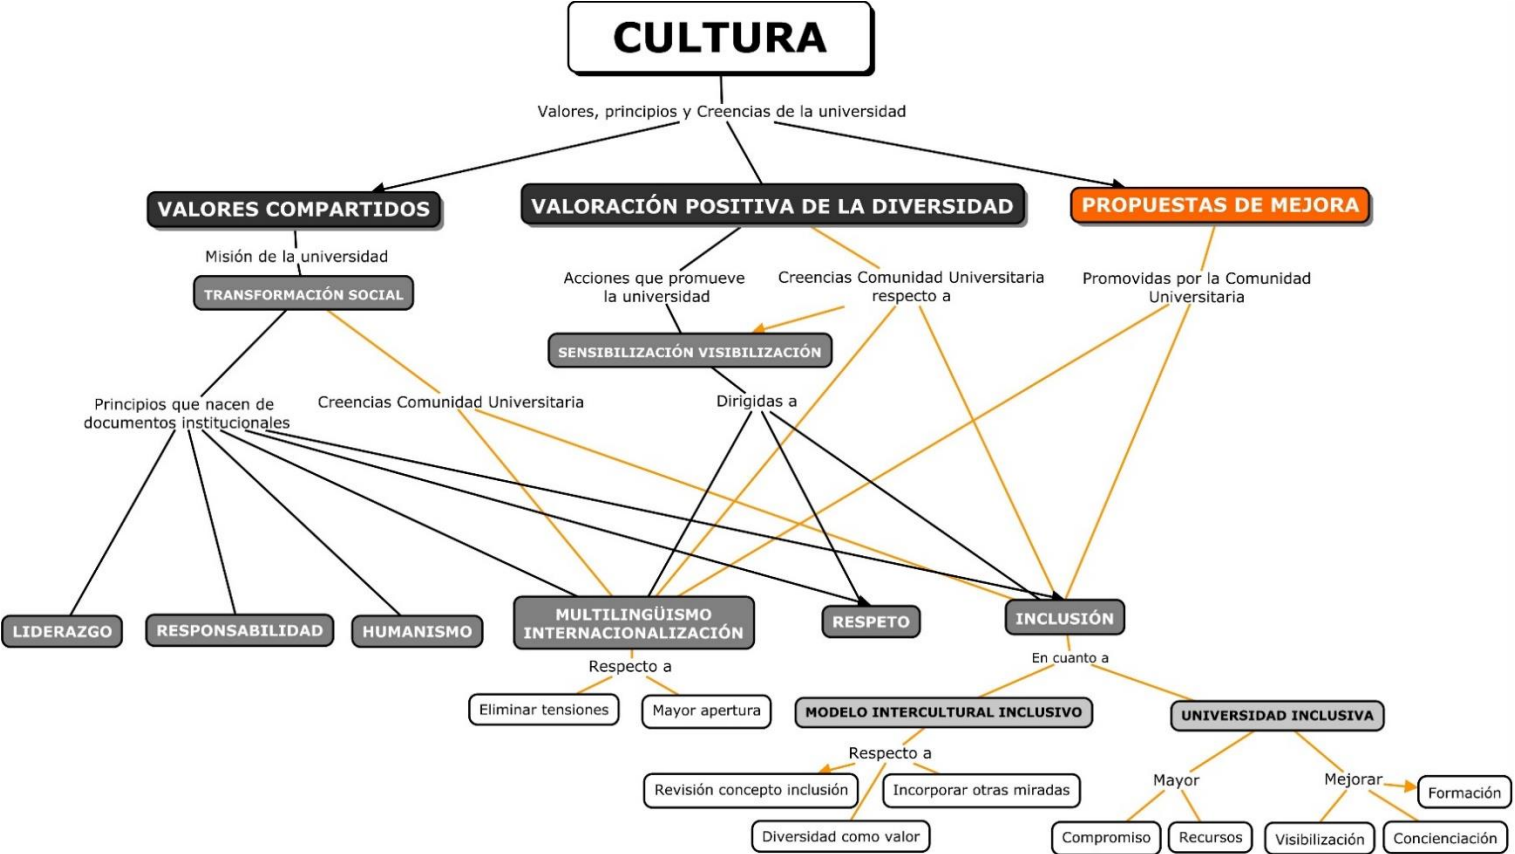 CULTURA
Valores, principios y Creencias de la universidad
VALORES COMPARTIDOS
VALORACIÓN POSITIVA DE LA DIVERSIDAD
PROPUESTAS DE MEJORA
Misión de la universidad
TRANSFORMACIÓN SOCIAL
Acciones que promueve
la universidad
Creencias Comunidad Universitaria
respecto a
Promovidas por la Comunidad
Universitaria
SENSIBILIZACIÓN VISIBILIZACIÓN
Principios que nacen de
documentos institucionales
Creencias Comunidad Universitaria
Dirigidas a
LIDERAZGO
RESPONSABILIDAD
HUMANISMO
MULTILINGÜISMO
INTERNACIONALIZACIÓN
RESPETO
INCLUSIÓN
Respecto a
En cuanto a
Eliminar tensiones
Mayor apertura
MODELO INTERCULTURAL INCLUSIVO
UNIVERSIDAD INCLUSIVA
Respecto a
Mayor
Mejorar
Revisión concepto inclusión
Incorporar otras miradas
Formación
Diversidad como valor
Compromiso
Recursos
Visibilización
Concienciación